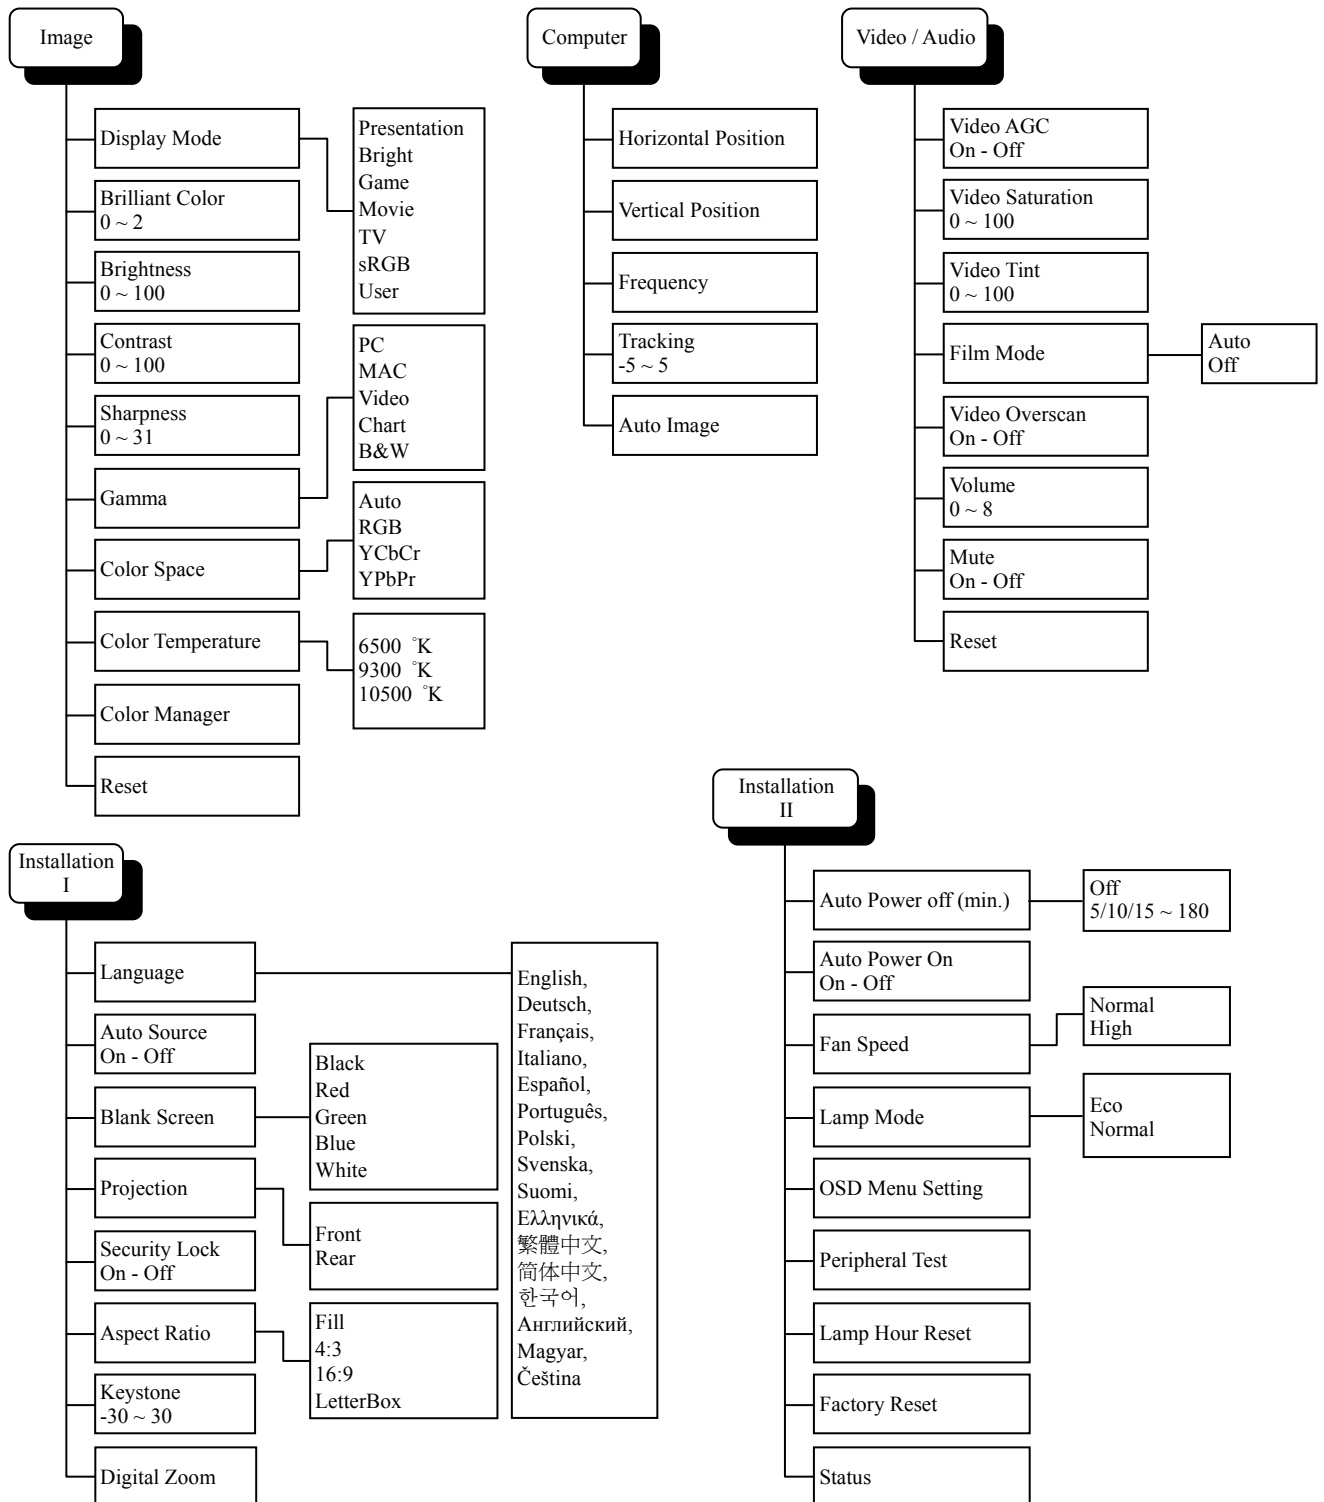 Image
Display Mode
Presentation
Bright
Game
Movie
TV
sRGB
User
Brilliant Color
0 ~ 2
Brightness
0 ~ 100
Contrast
0 ~ 100
Sharpness
0 ~ 31
Gamma
PC
MAC
Video
Chart
B&W
Color Space
Auto
RGB
YCbCr
YPbPr
Color Temperature
6500 °K
9300 °K
10500 °K
Color Manager
Reset
Computer
Horizontal Position
Vertical Position
Frequency
Tracking
-5 ~ 5
Auto Image
Video / Audio
Video AGC
On - Off
Video Saturation
0 ~ 100
Video Tint
0 ~ 100
Film Mode
Auto
Off
Video Overscan
On - Off
Volume
0 ~ 8
Mute
On - Off
Reset
Installation
I
Language
English,
Deutsch,
Français,
Italiano,
Español,
Português,
Polski,
Svenska,
Suomi,
Ελληνικά,
繁體中文,
简体中文,
한국어,
Английский,
Magyar,
Čeština
Auto Source
On - Off
Blank Screen
Black
Red
Green
Blue
White
Projection
Front
Rear
Security Lock
On - Off
Aspect Ratio
Fill
4:3
16:9
LetterBox
Keystone
-30 ~ 30
Digital Zoom
Installation
II
Auto Power off (min.)
Off
5/10/15 ~ 180
Auto Power On
On - Off
Fan Speed
Normal
High
Lamp Mode
Eco
Normal
OSD Menu Setting
Peripheral Test
Lamp Hour Reset
Factory Reset
Status